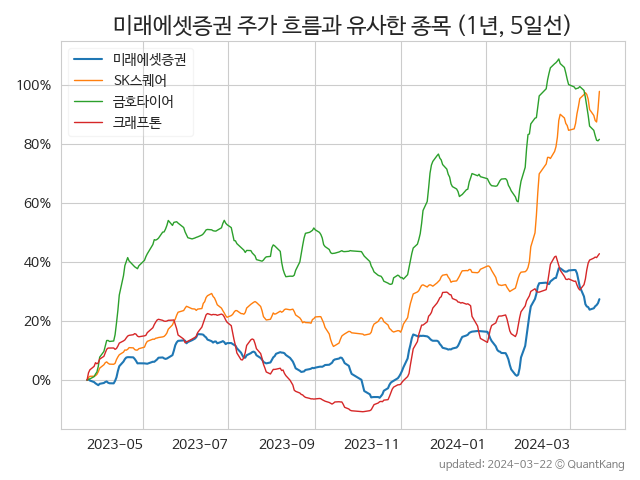 미래에셋증권 주가 흐름과 유사한 종목 (1년, 5일선)
미래에셋증권
SK스퀘어
금호타이어
크래프톤
100%
80%
60%
40%
20%
0%
2023-05 2023-07 2023-09 2023-11 2024-01 2024-03
updated: 2024-03-22 © QuantKang